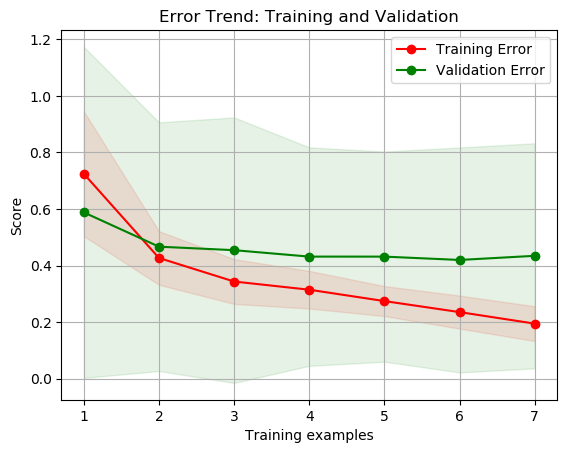 Error Trend: Training and Validation
Training Error
Validation Error
Score
1.2
1.0
0.8
0.6
0.4
0.2
0.0
1 2 3 4 5 6 7
Training examples